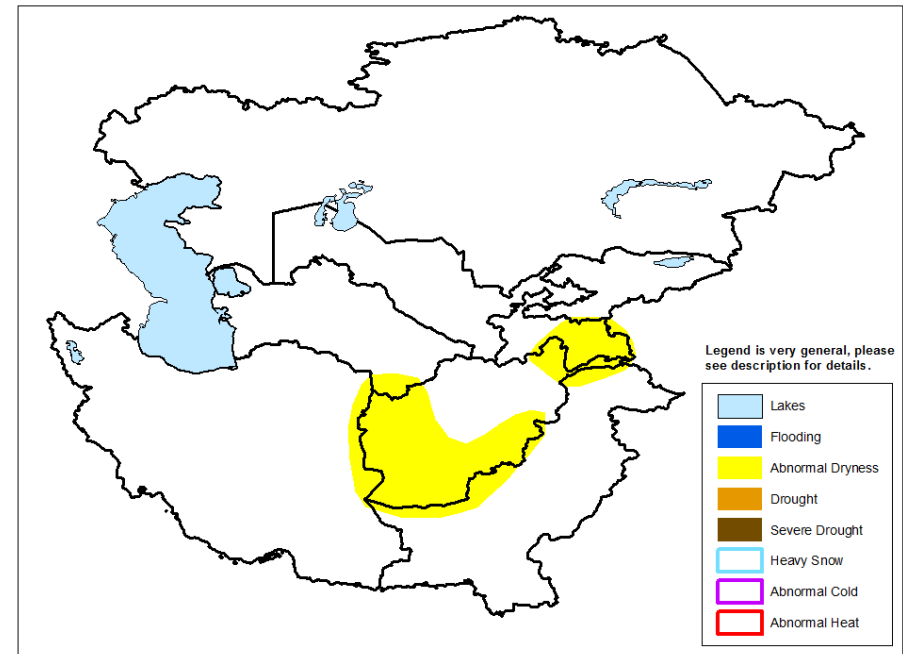 Legend is very general, please
see description for details.
Lakes
Flooding
Abnormal Dryness
Drought
Severe Drought
Heavy Snow
Abnormal Cold
Abnormal Heat